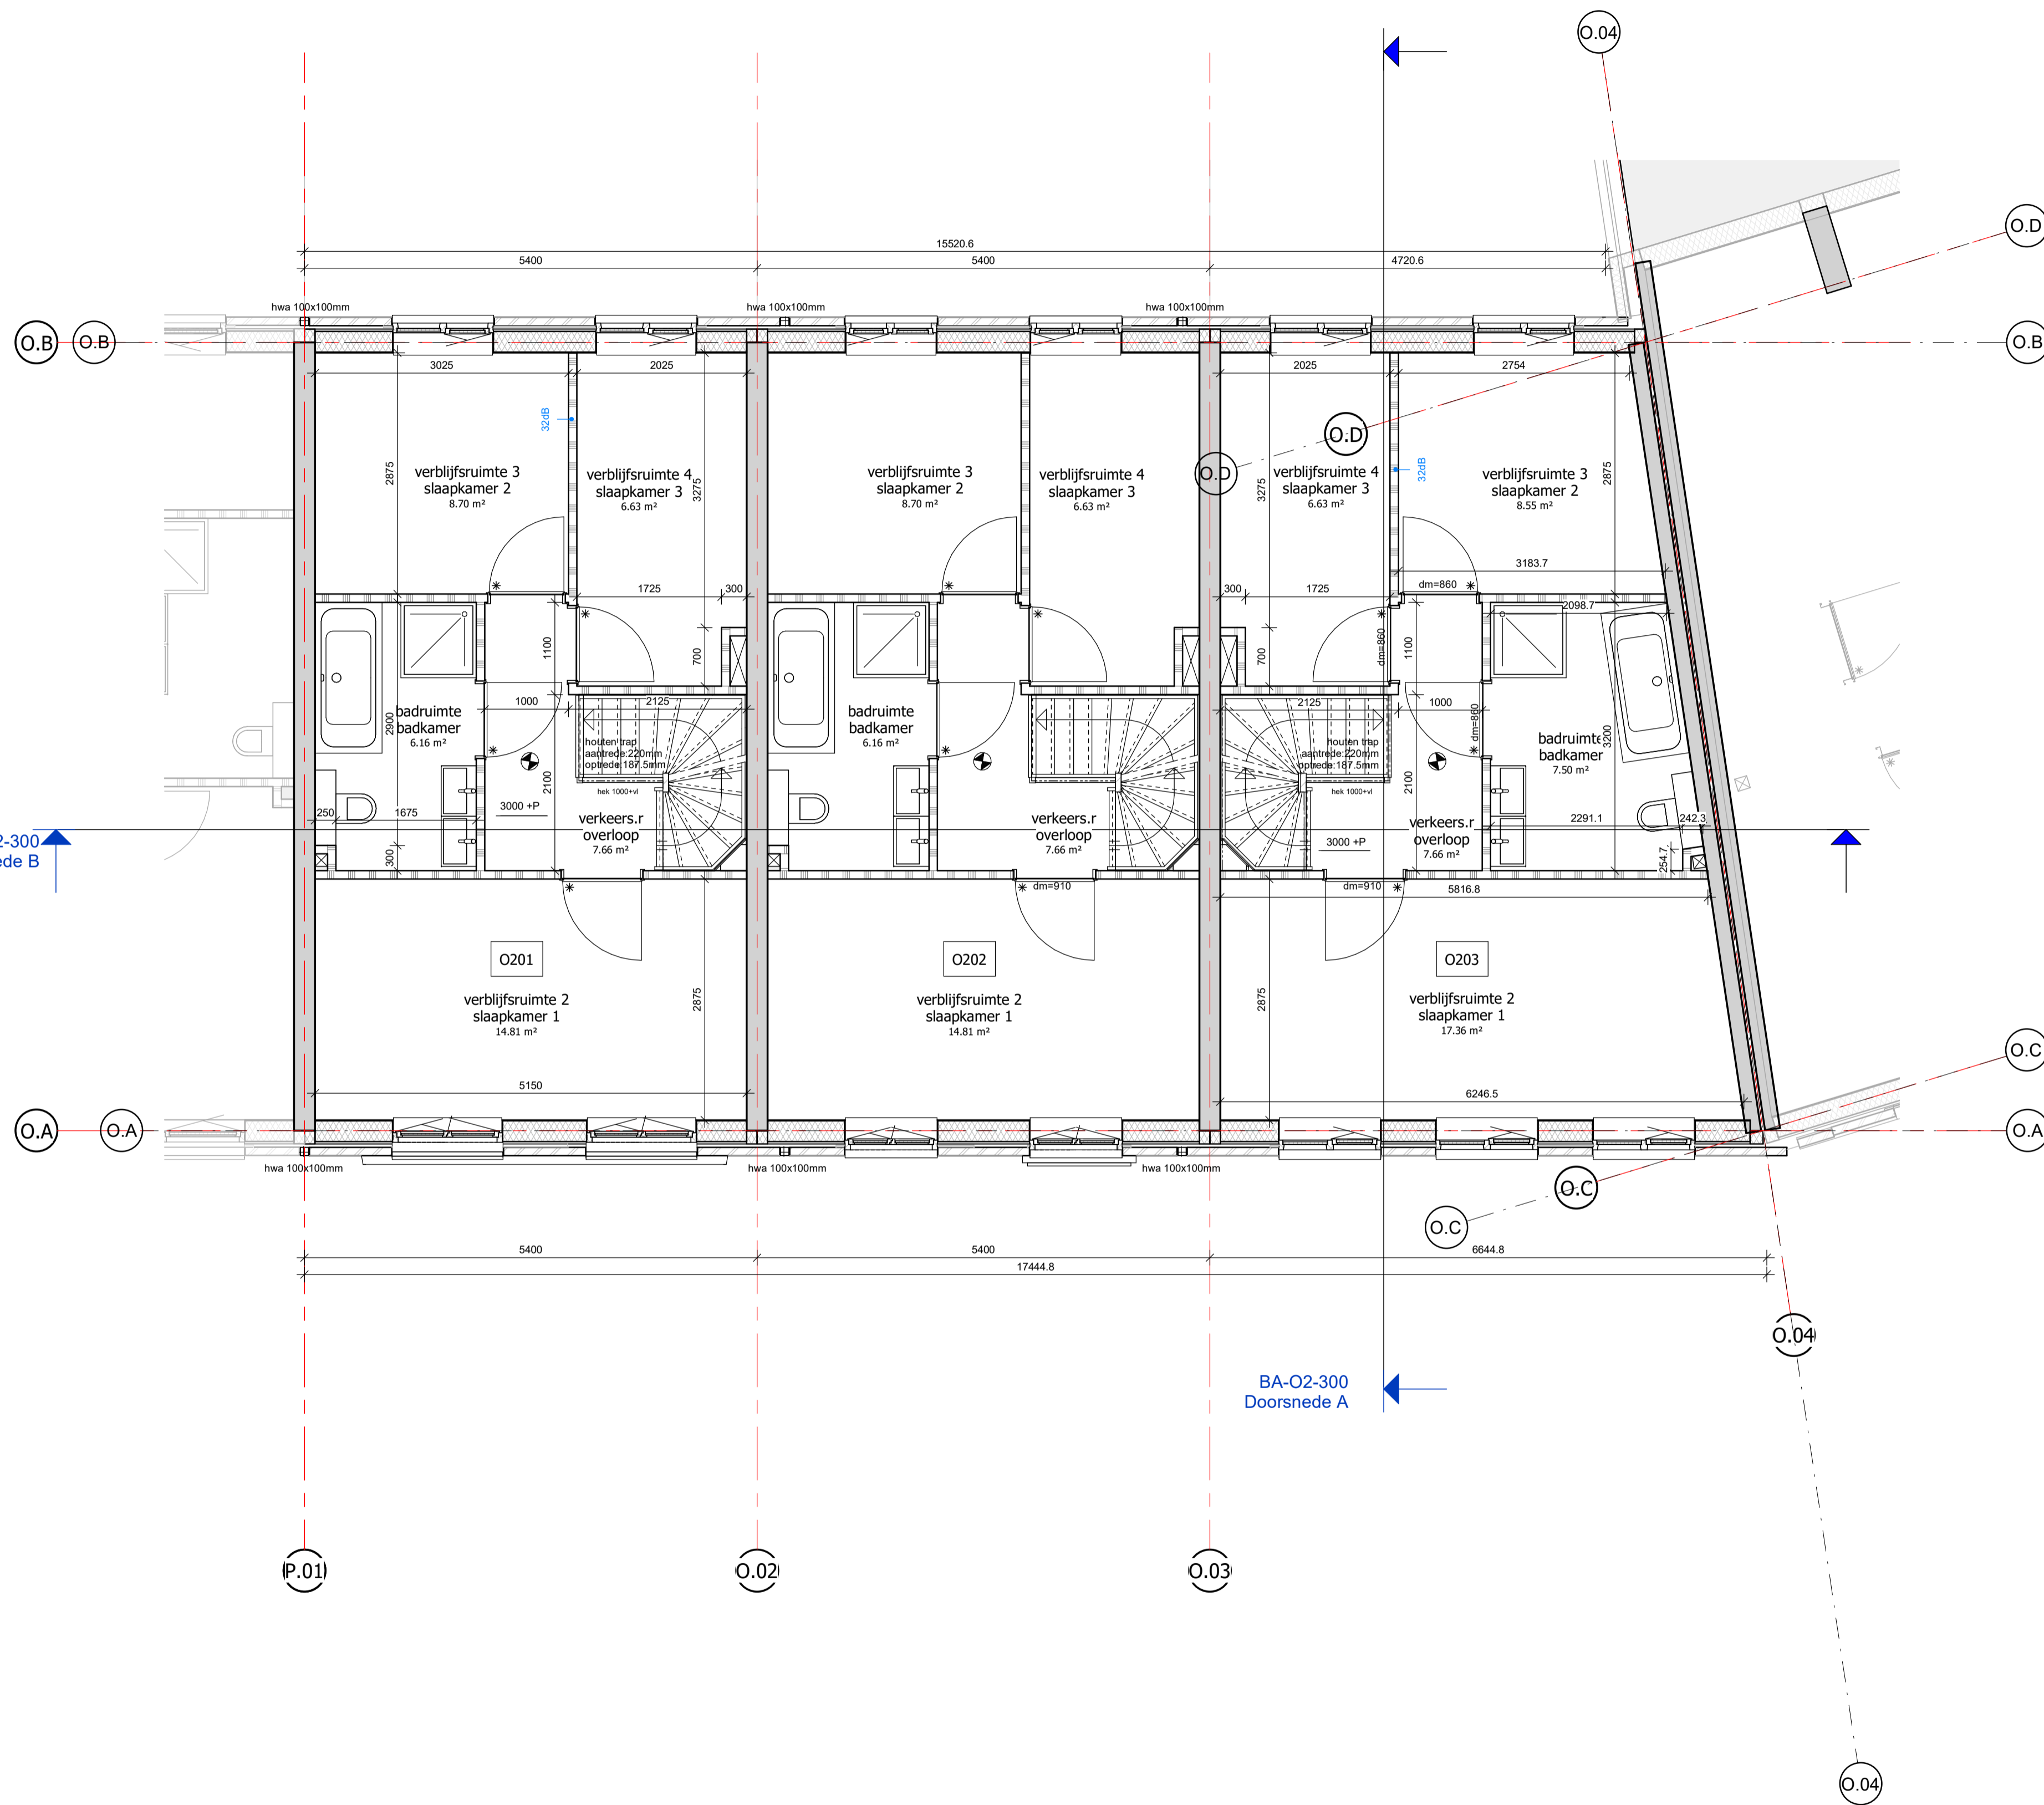 O.04
O.D
15520.6
5400
5400
4720.6
hwa 100x100mm
hwa 100x100mm
hwa 100x100mm
O.B
O.B
O.B
3025
2025
2025
2754
32dB
O.D
O.D
32dB
2875
verblijfsruimte 3
slaapkamer 2
8.70 m²
verblijfsruimte 4
slaapkamer 3
6.63 m²
3275
verblijfsruimte 3
slaapkamer 2
8.70 m²
verblijfsruimte 4
slaapkamer 3
6.63 m²
3275
verblijfsruimte 4
slaapkamer 3
6.63 m²
verblijfsruimte 3
slaapkamer 2
8.55 m²
2875
3183.7
1725
300
300
1725
dm=860
2098.7
1100
700
700
dm=860
1100
1000
2125
2125
1000
2900
badruimte
badkamer
6.16 m²
houten trap
aantrede:220mm
optrede:187.5mm
hek 1000+vl
badruimte
badkamer
6.16 m²
houten trap
aantrede:220mm
optrede:187.5mm
hek 1000+vl
dm=860
badruimte
badkamer
7.50 m²
3200
2100
2100
3000 +P
250
1675
300
verkeers.r
overloop
7.66 m²
verkeers.r
overloop
7.66 m²
3000 +P
verkeers.r
overloop
7.66 m²
2291.1
242.3
254.7
2-300
ede B
dm=910
dm=910
5816.8
O201
verblijfsruimte 2
slaapkamer 1
14.81 m²
2875
O202
verblijfsruimte 2
slaapkamer 1
14.81 m²
2875
O203
verblijfsruimte 2
slaapkamer 1
17.36 m²
O.C
5150
6246.5
O.A
O.A
O.A
hwa 100x100mm
hwa 100x100mm
hwa 100x100mm
O.C
O.C
5400
5400
6644.8
17444.8
O.04
BA-O2-300
Doorsnede A
P.01
O.02
O.03
O.04